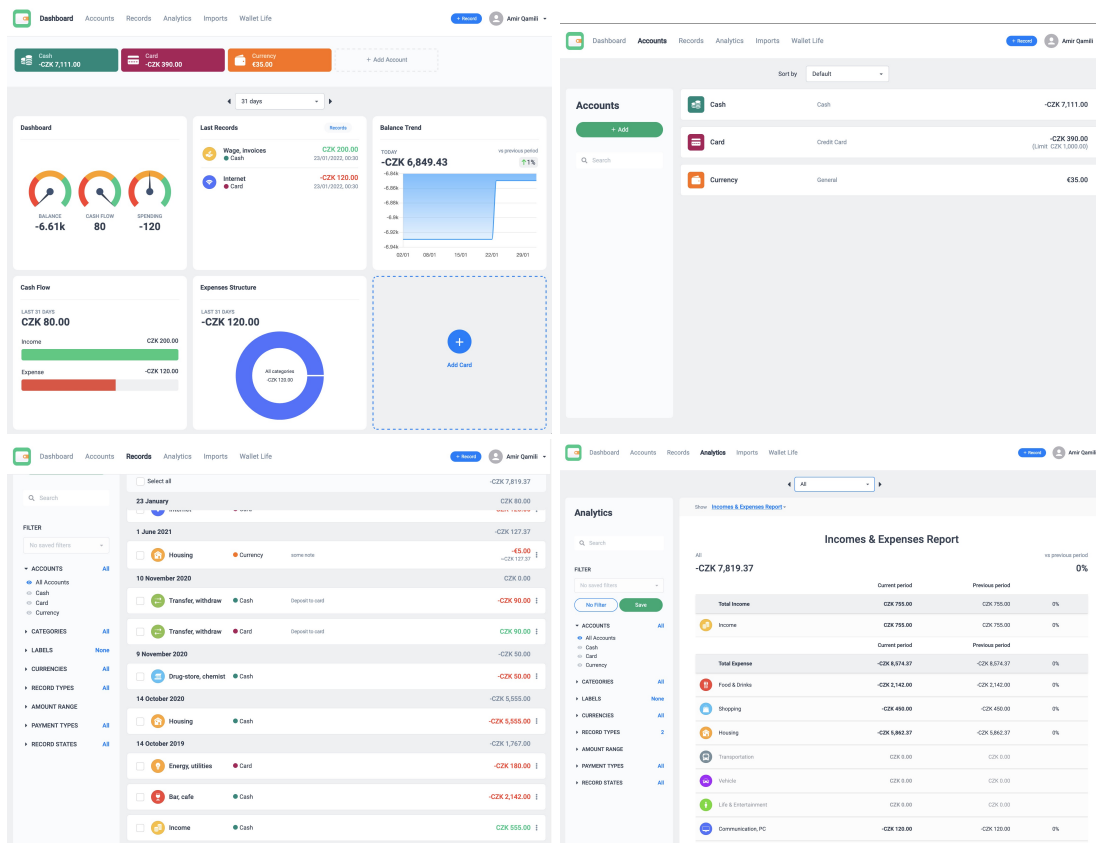 Dashboard Accounts Records Analytics Imports Wallet Life + Record Amir Qamili
Cash
-CZK 7,111.00
Card
-CZK 390.00
Currency
€35.00
+ Add Account
31 days
Dashboard
BALANCE
-6.61k
CASH FLOW
80
SPENDING
-120
Last Records Records
Wage, invoices CZK 200.00
Cash 23/01/2022, 00:30
Internet -CZK 120.00
Card 23/01/2022, 00:30
Balance Trend
TODAY vs previous period
-CZK 6,849.43 1%
-6.84k
-6.86k
-6.88k
-6.9k
-6.92k
-6.94k
02/01 08/01 15/01 22/01 29/01
Cash Flow
LAST 31 DAYS
CZK 80.00
Income CZK 200.00
Expense -CZK 120.00
Expenses Structure
LAST 31 DAYS
-CZK 120.00
All categories
-CZK 120.00
Add Card
Dashboard Accounts Records Analytics Imports Wallet Life + Record Amir Qamili
Sort by Default
Accounts
+ Add
Search
Cash Cash -CZK 7,111.00
Card Credit Card -CZK 390.00
(Limit CZK 1,000.00)
Currency General €35.00
Dashboard Accounts Records Analytics Imports Wallet Life + Record Amir Qamili
Search
FILTER
No saved filters
ACCOUNTS All
All Accounts
Cash
Card
Currency
CATEGORIES All
LABELS None
CURRENCIES All
RECORD TYPES All
AMOUNT RANGE
PAYMENT TYPES All
RECORD STATES All
Select all -CZK 7,819.37
23 January CZK 80.00
1 June 2021 -CZK 127.37
Housing Currency some note -€5.00
≈CZK 127.37
10 November 2020 CZK 0.00
Transfer, withdraw Cash Deposit to card -CZK 90.00
Transfer, withdraw Card Deposit to card CZK 90.00
9 November 2020 -CZK 50.00
Drug-store, chemist Cash -CZK 50.00
14 October 2020 -CZK 5,555.00
Housing Cash -CZK 5,555.00
14 October 2019 -CZK 1,767.00
Energy, utilities Card -CZK 180.00
Bar, cafe Cash -CZK 2,142.00
Income Cash CZK 555.00
Dashboard Accounts Records Analytics Imports Wallet Life + Record Amir Qamili
All
Analytics
Search
FILTER
No saved filters
No Filter Save
ACCOUNTS All
All Accounts
Cash
Card
Currency
CATEGORIES All
LABELS None
CURRENCIES All
RECORD TYPES 2
AMOUNT RANGE
PAYMENT TYPES All
RECORD STATES All
Show Incomes & Expenses Report
Incomes & Expenses Report
All vs previous period
-CZK 7,819.37 0%
Current period Previous period
Total Income CZK 755.00 CZK 755.00 0%
Income CZK 755.00 CZK 755.00 0%
Current period Previous period
Total Expense -CZK 8,574.37 -CZK 8,574.37 0%
Food & Drinks -CZK 2,142.00 -CZK 2,142.00 0%
Shopping -CZK 450.00 -CZK 450.00 0%
Housing -CZK 5,862.37 -CZK 5,862.37 0%
Transportation CZK 0.00 CZK 0.00
Vehicle CZK 0.00 CZK 0.00
Life & Entertainment CZK 0.00 CZK 0.00
Communication, PC -CZK 120.00 -CZK 120.00 0%